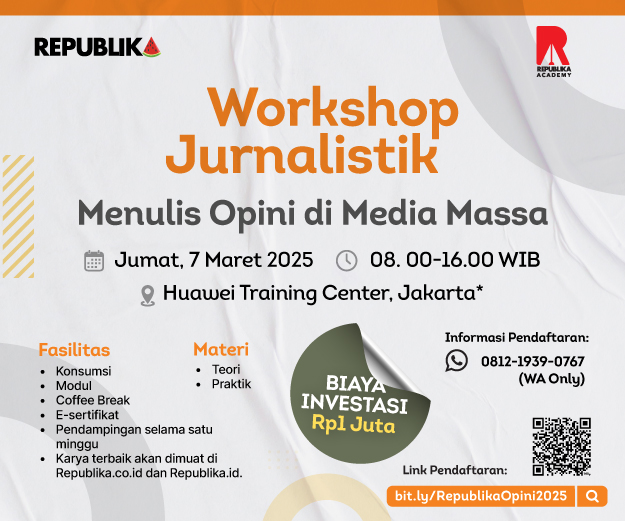 REPUBLIK
REPUBLIKA
ACADEMY
Workshop
Jurnalistik
Menulis Opini di Media Massa
Jumat, 7 Maret 2025
08. 00-16.00 WIB
Huawei Training Center, Jakarta*
Fasilitas
• Konsumsi
• Modul
• Coffee Break
• E-sertifikat
• Pendampingan selama satu
minggu
• Karya terbaik akan dimuat di
Republika.co.id dan Republika.id.
Materi
• Teori
• Praktik
BIAYA
INVESTASI
Rp1 Juta
Informasi Pendaftaran:
0812-1939-0767
(WA Only)
Link Pendaftaran:
bit.ly/RepublikaOpini2025